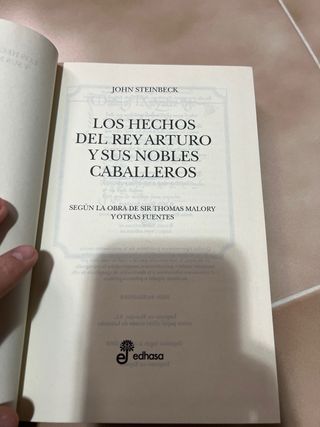 JOHN STEINBECK
LOS HECHOS
DEL REY ARTURO
Y SUS NOBLES
CABALLEROS
SEGÚN LA OBRA DE SIR THOMAS MALORY
Y OTRAS FUENTES
edhasa